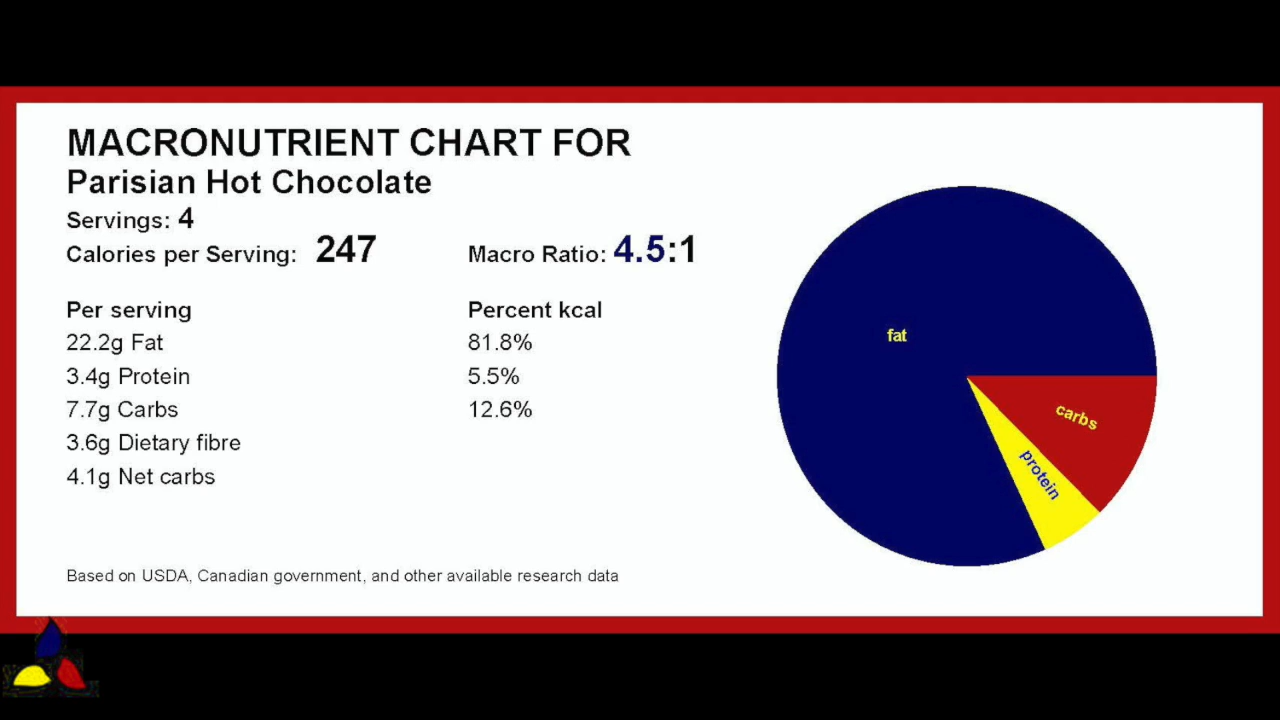 MACRONUTRIENT CHART FOR
Parisian Hot Chocolate
Servings: 4
Calories per Serving: 247 Macro Ratio: 4.5:1
Per serving Percent kcal
22.2g Fat 81.8%
3.4g Protein 5.5%
7.7g Carbs 12.6%
3.6g Dietary fibre
4.1g Net carbs
Based on USDA, Canadian government, and other available research data
fat
carbs
protein